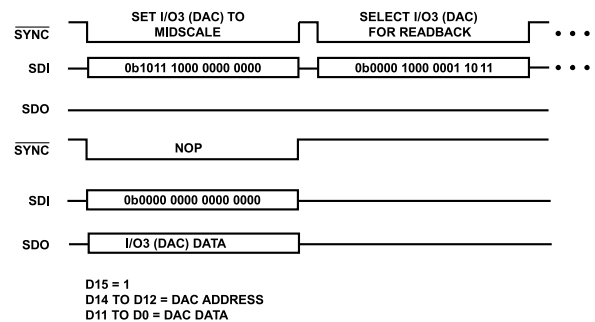 SET I/O3 (DAC) TO MIDSCALE
SELECT I/O3 (DAC) FOR READBACK
SYNC
SDI
0b1011 1000 0000 0000
0b0000 1000 0001 1011
SDO
SYNC
NOP
SDI
0b0000 0000 0000 0000
SDO
I/O3 (DAC) DATA
D15 = 1
D14 TO D12 = DAC ADDRESS
D11 TO D0 = DAC DATA